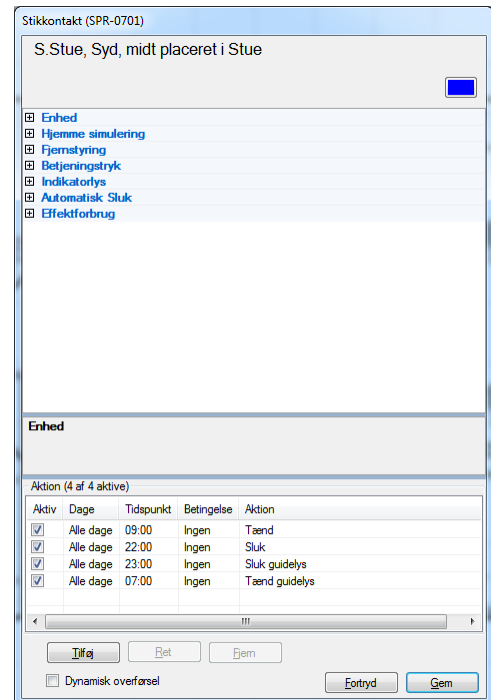 Stikkontakt (SPR-0701)
S.Stue, Syd, midt placeret i Stue
Enhed
Hjemme simulering
Fjernstyring
Betjeningstryk
Indikatorlys
Automatisk Sluk
Effektforbrug
Enhed
Aktion (4 af 4 aktive)
Aktiv Dage Tidspunkt Betingelse Aktion
Alle dage 09:00 Ingen Tænd
Alle dage 22:00 Ingen Sluk
Alle dage 23:00 Ingen Sluk guidelys
Alle dage 07:00 Ingen Tænd guidelys
Tilføj Ret Fjern
Dynamisk overførsel Fortryd Gem